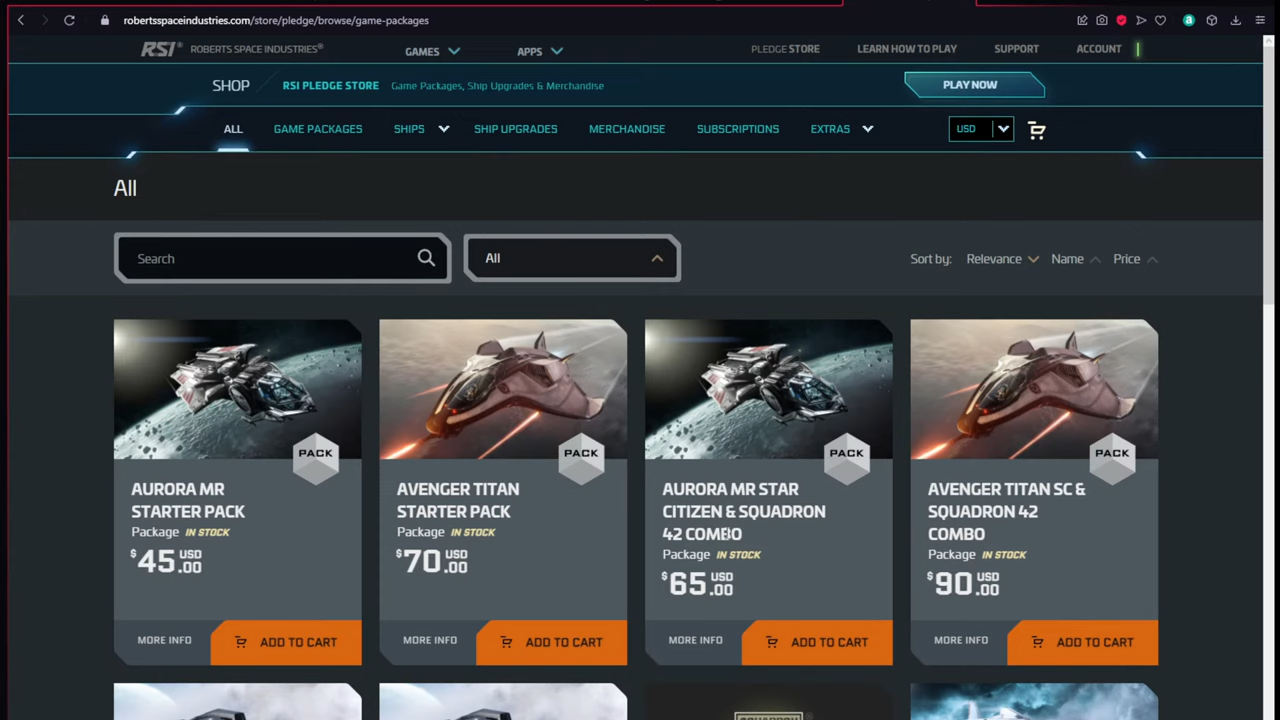 robertsspaceindustries.com/store/pledge/browse/game-packages
RSI® ROBERTS SPACE INDUSTRIES® GAMES APPS PLEDGE STORE LEARN HOW TO PLAY SUPPORT ACCOUNT
SHOP RSI PLEDGE STORE Game Packages, Ship Upgrades & Merchandise PLAY NOW
ALL GAME PACKAGES SHIPS SHIP UPGRADES MERCHANDISE SUBSCRIPTIONS EXTRAS USD
All
Search All Sort by: Relevance Name Price
PACK PACK PACK PACK
AURORA MR
STARTER PACK
Package IN STOCK
$45.00 USD
MORE INFO ADD TO CART
AVENGER TITAN
STARTER PACK
Package IN STOCK
$70.00 USD
MORE INFO ADD TO CART
AURORA MR STAR
CITIZEN & SQUADRON
42 COMBO
Package IN STOCK
$65.00 USD
MORE INFO ADD TO CART
AVENGER TITAN SC &
SQUADRON 42
COMBO
Package IN STOCK
$90.00 USD
MORE INFO ADD TO CART